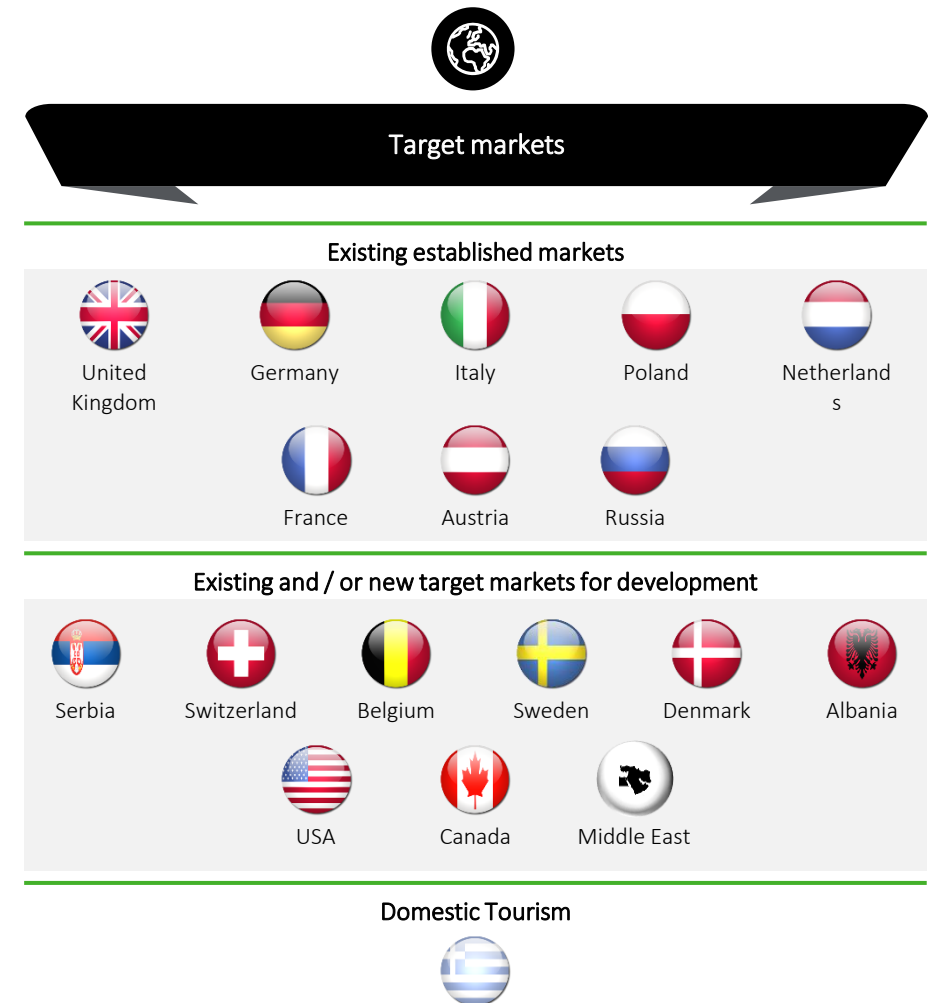 Target markets
Existing established markets
United
Kingdom
Germany
Italy
Poland
Netherland
s
France
Austria
Russia
Existing and / or new target markets for development
Serbia
Switzerland
Belgium
Sweden
Denmark
Albania
USA
Canada
Middle East
Domestic Tourism